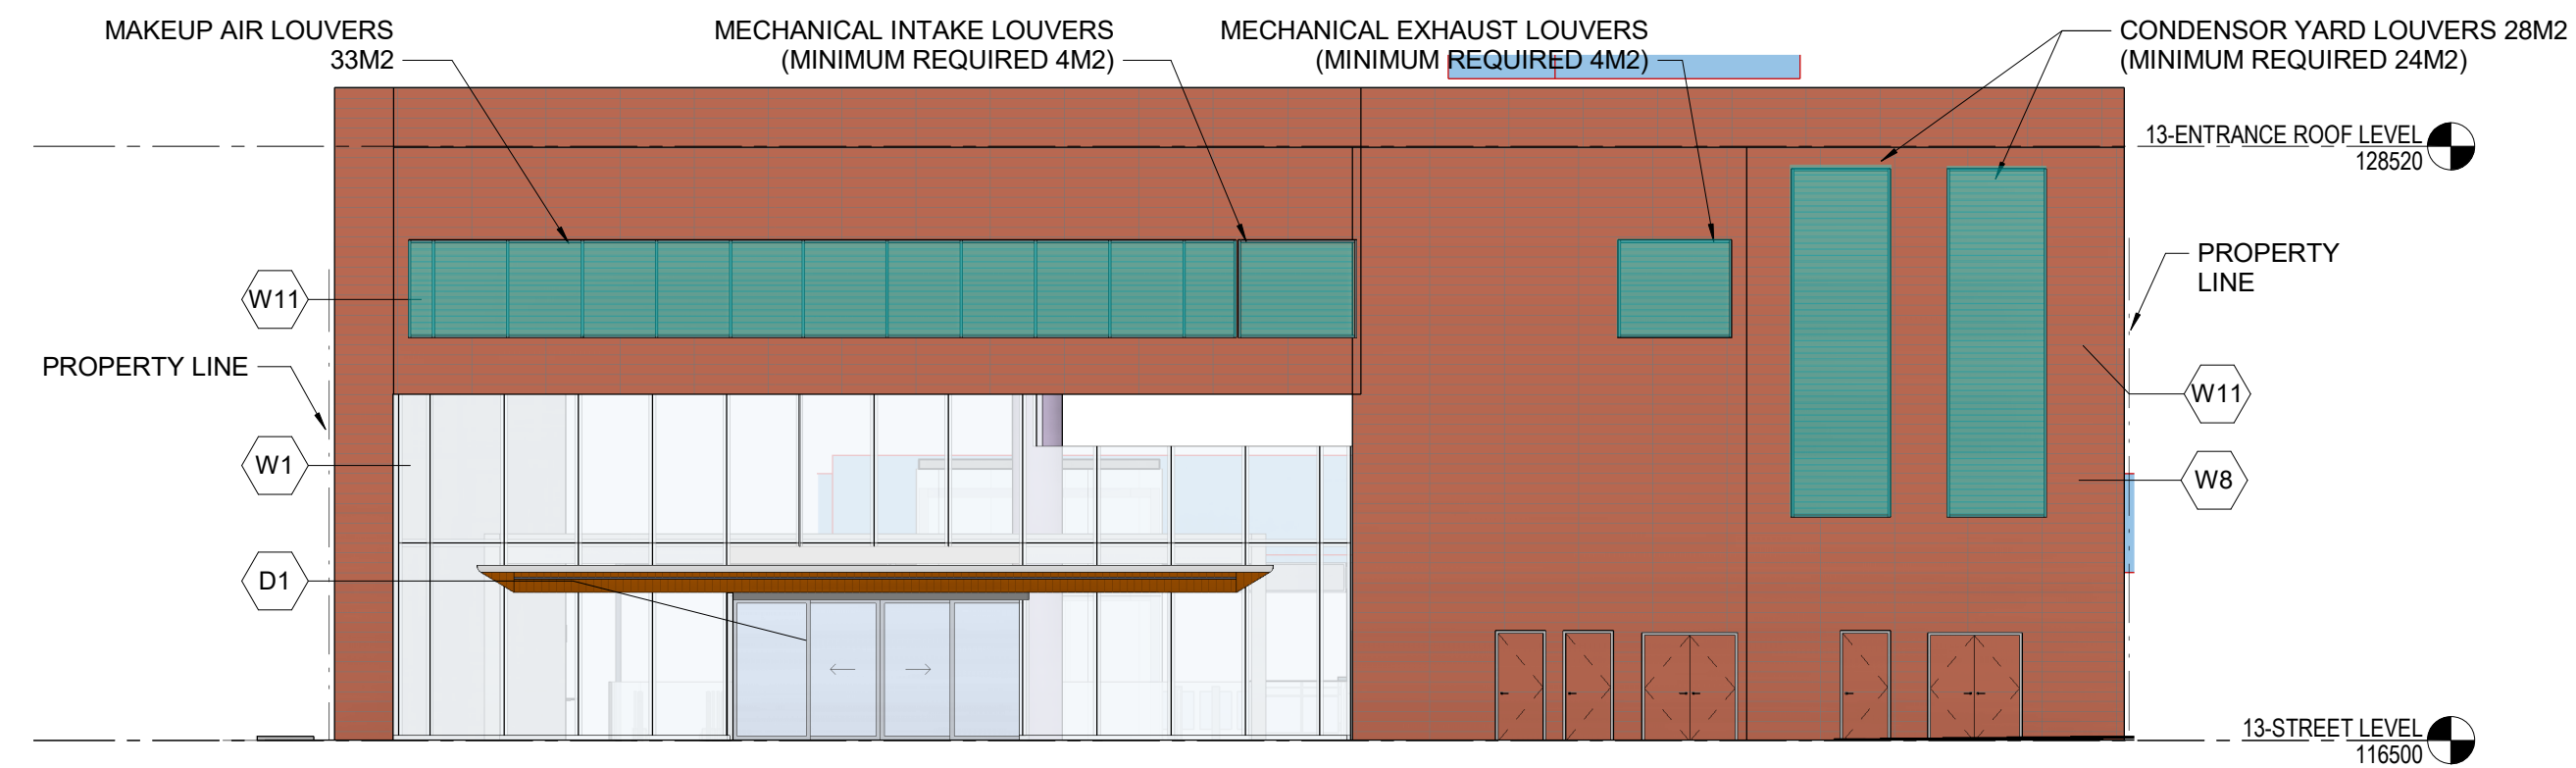 MAKEUP AIR LOUVERS
33M2
MECHANICAL INTAKE LOUVERS
(MINIMUM REQUIRED 4M2)
MECHANICAL EXHAUST LOUVERS
(MINIMUM REQUIRED 4M2)
CONDENSOR YARD LOUVERS 28M2
(MINIMUM REQUIRED 24M2)
13-ENTRANCE ROOF LEVEL
128520
PROPERTY
LINE
W11
PROPERTY LINE
W11
W1
W8
D1
13-STREET LEVEL
116500